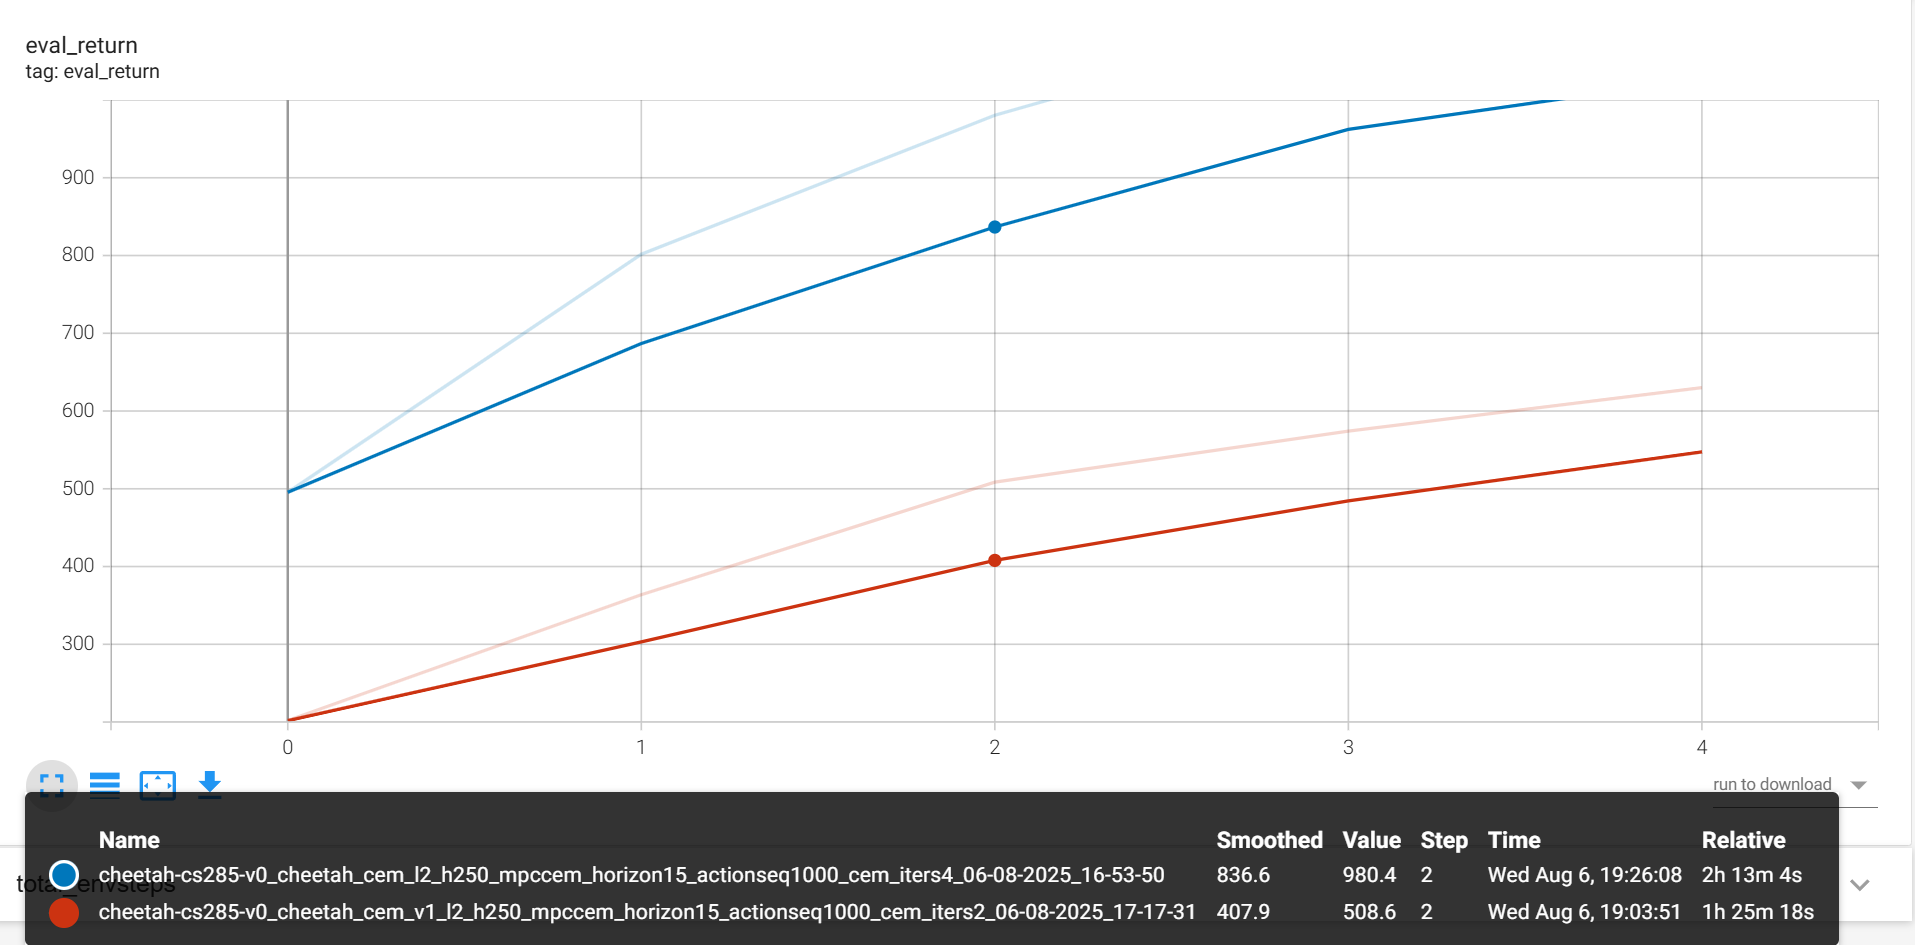 eval_return
tag: eval_return
900
800
700
600
500
400
300
0 1 2 3 4
run to download
Name Smoothed Value Step Time Relative
cheetah-cs285-v0_cheetah_cem_l2_h250_mpccem_horizon15_actionseq1000_cem_iters4_06-08-2025_16-53-50 836.6 980.4 2 Wed Aug 6, 19:26:08 2h 13m 4s
total_envsteps
cheetah-cs285-v0_cheetah_cem_v1_l2_h250_mpccem_horizon15_actionseq1000_cem_iters2_06-08-2025_17-17-31 407.9 508.6 2 Wed Aug 6, 19:03:51 1h 25m 18s